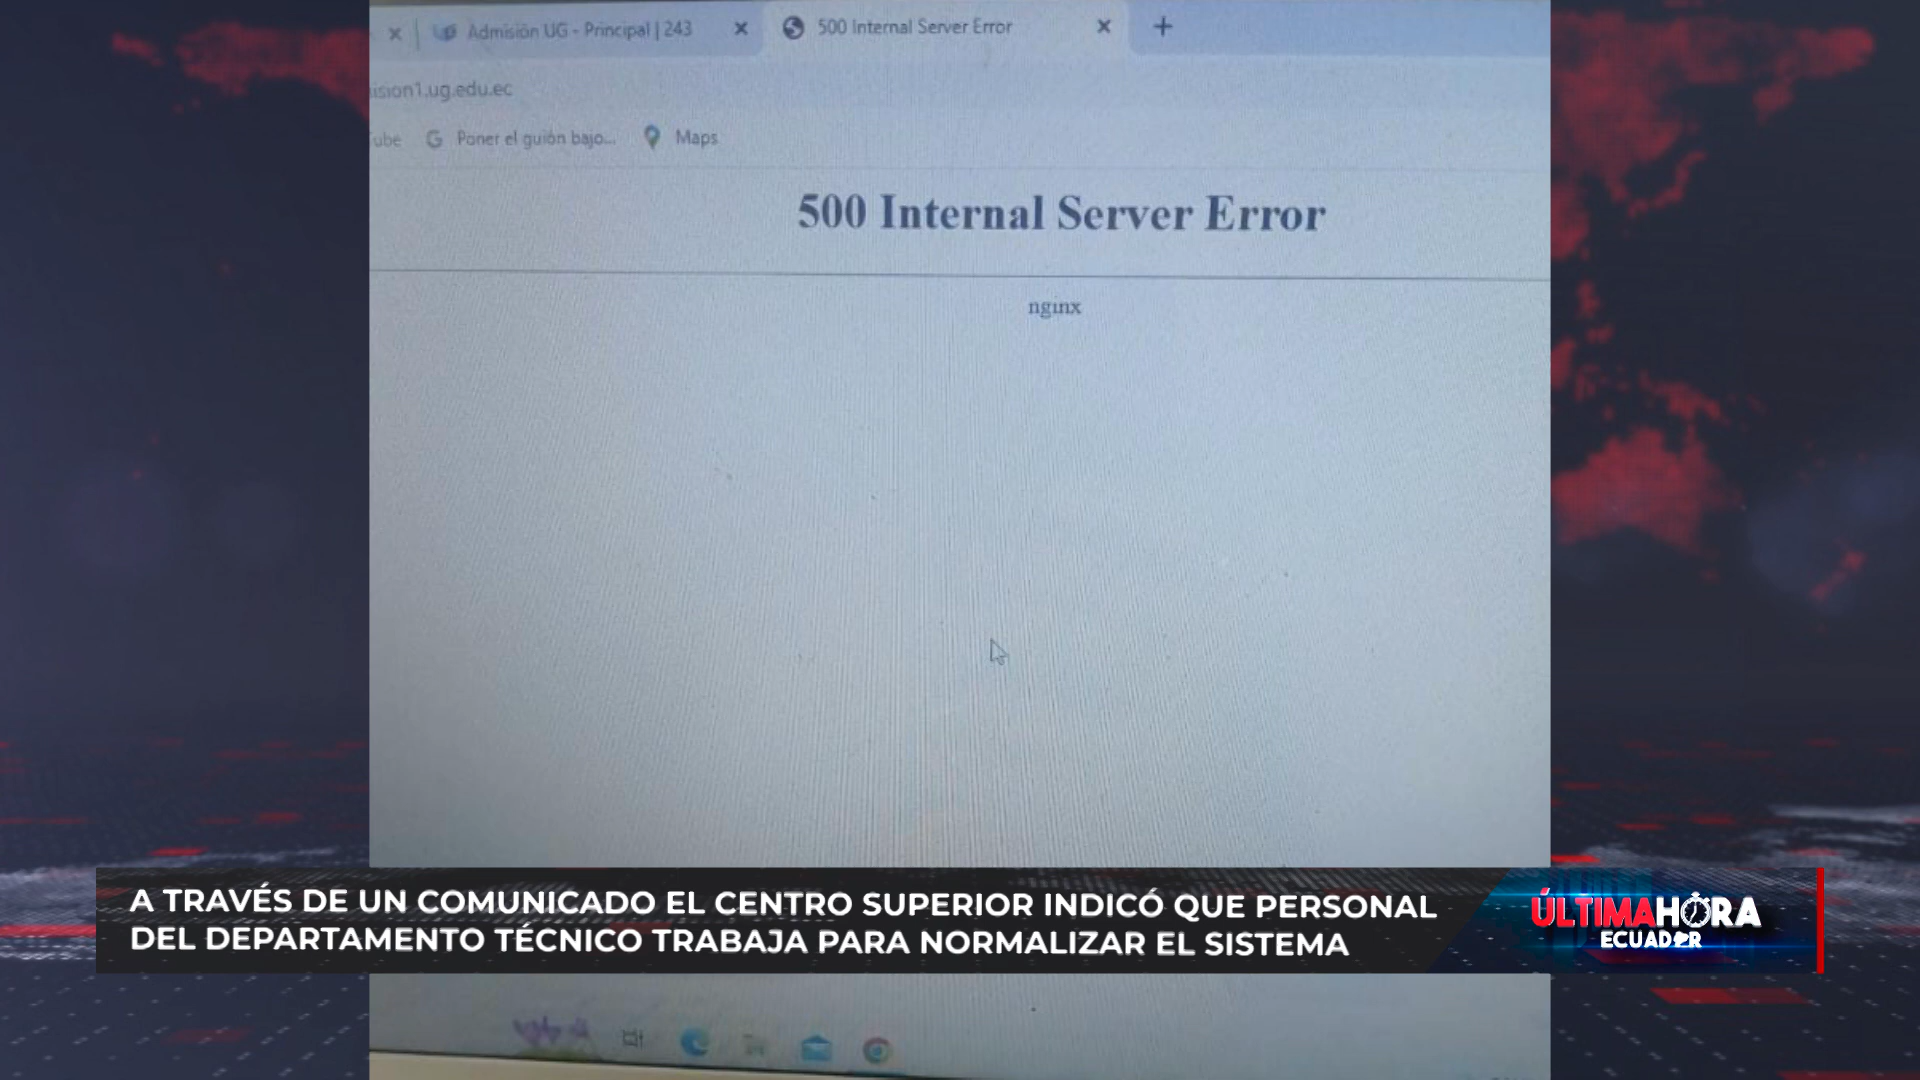 Admisión UG - Principal | 243
500 Internal Server Error
ision1.ug.edu.ec
ube
Poner el guión bajo...
Maps
500 Internal Server Error
nginx
A TRAVÉS DE UN COMUNICADO EL CENTRO SUPERIOR INDICÓ QUE PERSONAL
DEL DEPARTAMENTO TÉCNICO TRABAJA PARA NORMALIZAR EL SISTEMA
ÚLTIMAHORA
ECUADOR